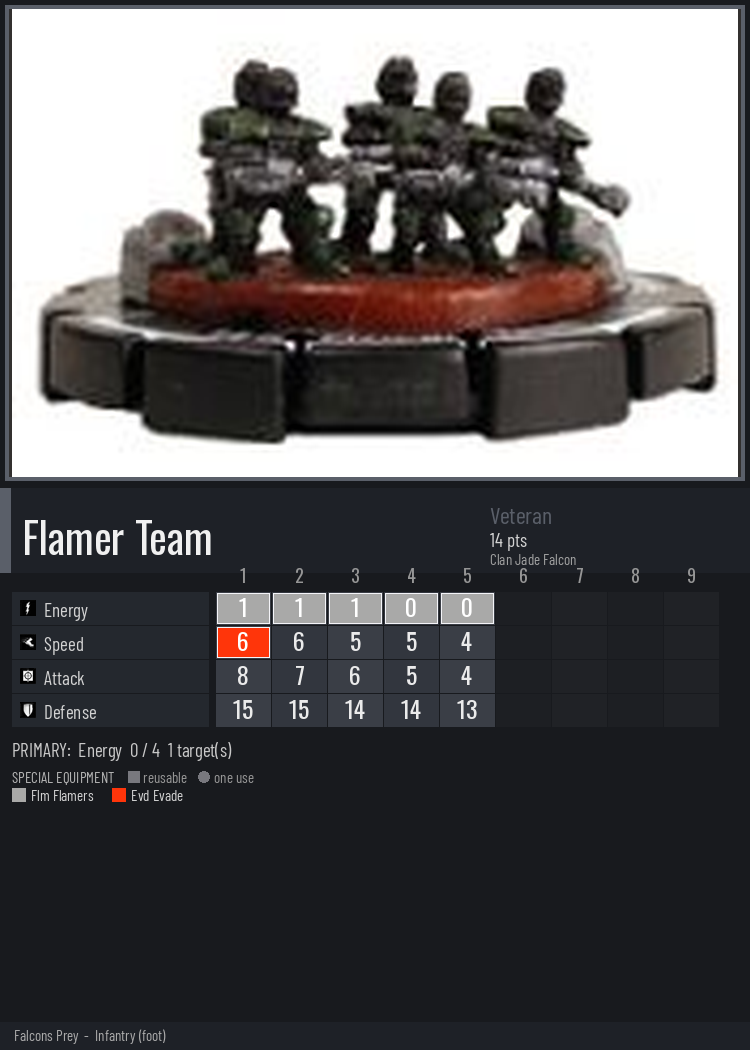 Flamer Team
Veteran
14 pts
Clan Jade Falcon
1 2 3 4 5 6 7 8 9
Energy 1 1 1 0 0
Speed 6 6 5 5 4
Attack 8 7 6 5 4
Defense 15 15 14 14 13
PRIMARY: Energy 0 / 4 1 target(s)
SPECIAL EQUIPMENT reusable one use
Flm Flamers Evd Evade
Falcons Prey - Infantry (foot)